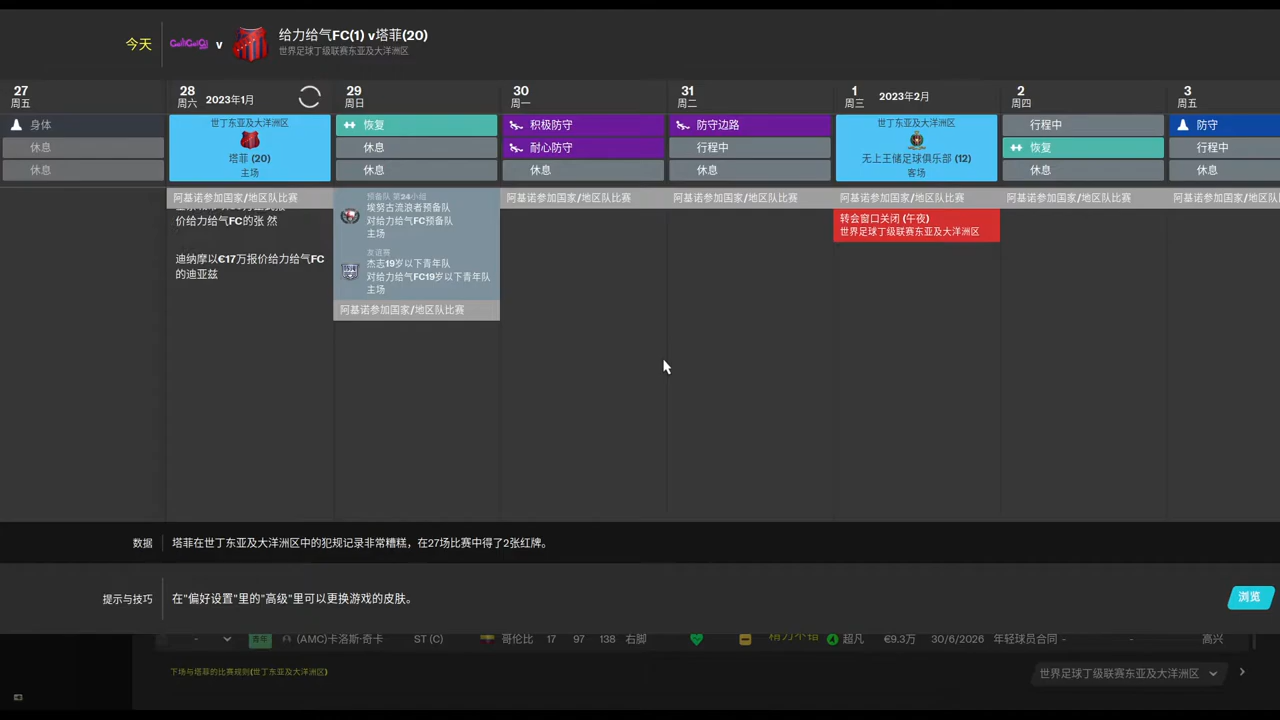 今天
v
给力给气FC(1) v塔菲(20)
世界足球丁级联赛东亚及大洋洲区
27
周五
28
周六 2023年1月
29
周日
30
周一
31
周二
1
周三
2023年2月
2
周四
3
周五
身体
休息
休息
世丁东亚及大洋洲区
塔菲 (20)
主场
恢复
休息
休息
积极防守
耐心防守
休息
防守边路
行程中
休息
世丁东亚及大洋洲区
无上王储足球俱乐部 (12)
客场
行程中
恢复
休息
防守
行程中
休息
阿基诺参加国家/地区队比赛
价给力给气FC的张 然
迪纳摩以€17万报价给力给气FC
的迪亚兹
预备队 第24小组
埃努古流浪者预备队
对给力给气FC预备队
主场
友谊赛
杰志19岁以下青年队
对给力给气FC19岁以下青年队
主场
阿基诺参加国家/地区队比赛
阿基诺参加国家/地区队比赛
阿基诺参加国家/地区队比赛
阿基诺参加国家/地区队比赛
转会窗口关闭 (午夜)
世界足球丁级联赛东亚及大洋洲区
阿基诺参加国家/地区队比赛
阿基诺参加国家/地区队
数据
塔菲在世丁东亚及大洋洲区中的犯规记录非常糟糕，在27场比赛中得了2张红牌。
提示与技巧
在"偏好设置"里的"高级"里可以更换游戏的皮肤。
浏览
- 青年 (AMC)卡洛斯·奇卡 ST (C) 哥伦比 17 97 138 右脚 精力不错 4 超凡 €9.3万 30/6/2026 年轻球员合同 - - 高兴
下场与塔菲的比赛规则(世丁东亚及大洋洲区)
世界足球丁级联赛东亚及大洋洲区